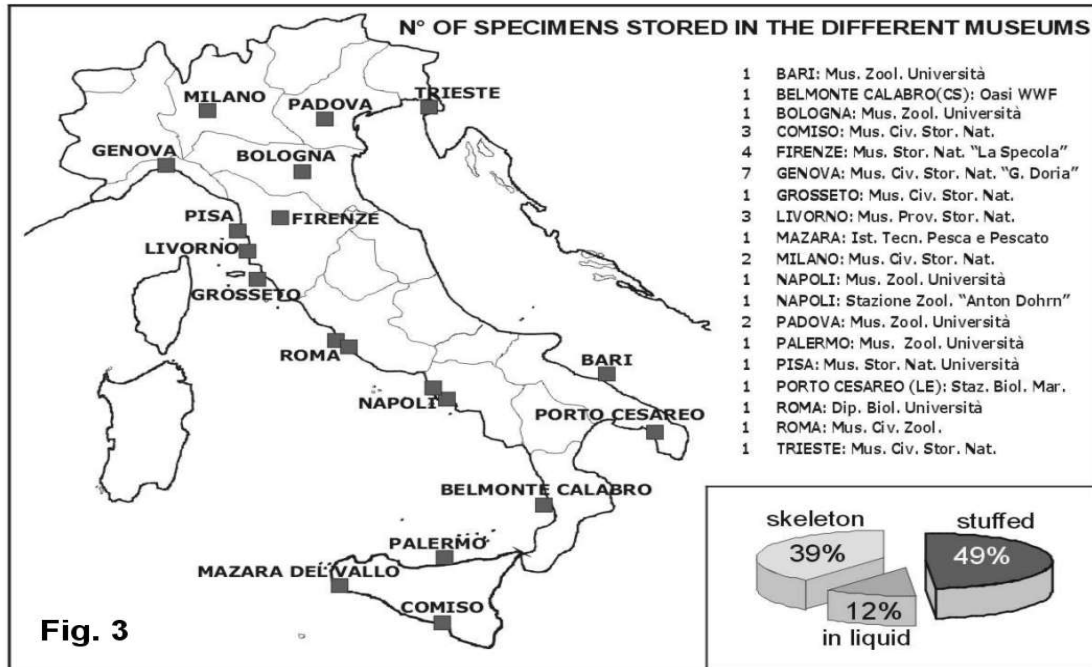 N° OF SPECIMENS STORED IN THE DIFFERENT MUSEUMS
1 BARI: Mus. Zool. Università
1 BELMONTE CALABRO(CS): Oasi WWF
1 BOLOGNA: Mus. Zool. Università
3 COMISO: Mus. Civ. Stor. Nat.
4 FIRENZE: Mus. Stor. Nat. "La Specola"
7 GENOVA: Mus. Civ. Stor. Nat. "G. Doria"
1 GROSSETO: Mus. Civ. Stor. Nat.
3 LIVORNO: Mus. Prov. Stor. Nat.
1 MAZARA: Ist. Tecn. Pesca e Pescato
2 MILANO: Mus. Civ. Stor. Nat.
1 NAPOLI: Mus. Zool. Università
1 NAPOLI: Stazione Zool. "Anton Dohrn"
2 PADOVA: Mus. Zool. Università
1 PALERMO: Mus. Zool. Università
1 PISA: Mus. Stor. Nat. Università
1 PORTO CESAREO (LE): Staz. Biol. Mar.
1 ROMA: Dip. Biol. Università
1 ROMA: Mus. Civ. Zool.
1 TRIESTE: Mus. Civ. Stor. Nat.
MILANO
PADOVA
TRIESTE
GENOVA
BOLOGNA
PISA
FIRENZE
LIVORNO
GROSSETO
ROMA
BARI
NAPOLI
PORTO CESAREO
BELMONTE CALABRO
PALERMO
MAZARA DEL VALLO
COMISO
Fig. 3
skeleton
39%
stuffed
49%
12%
in liquid